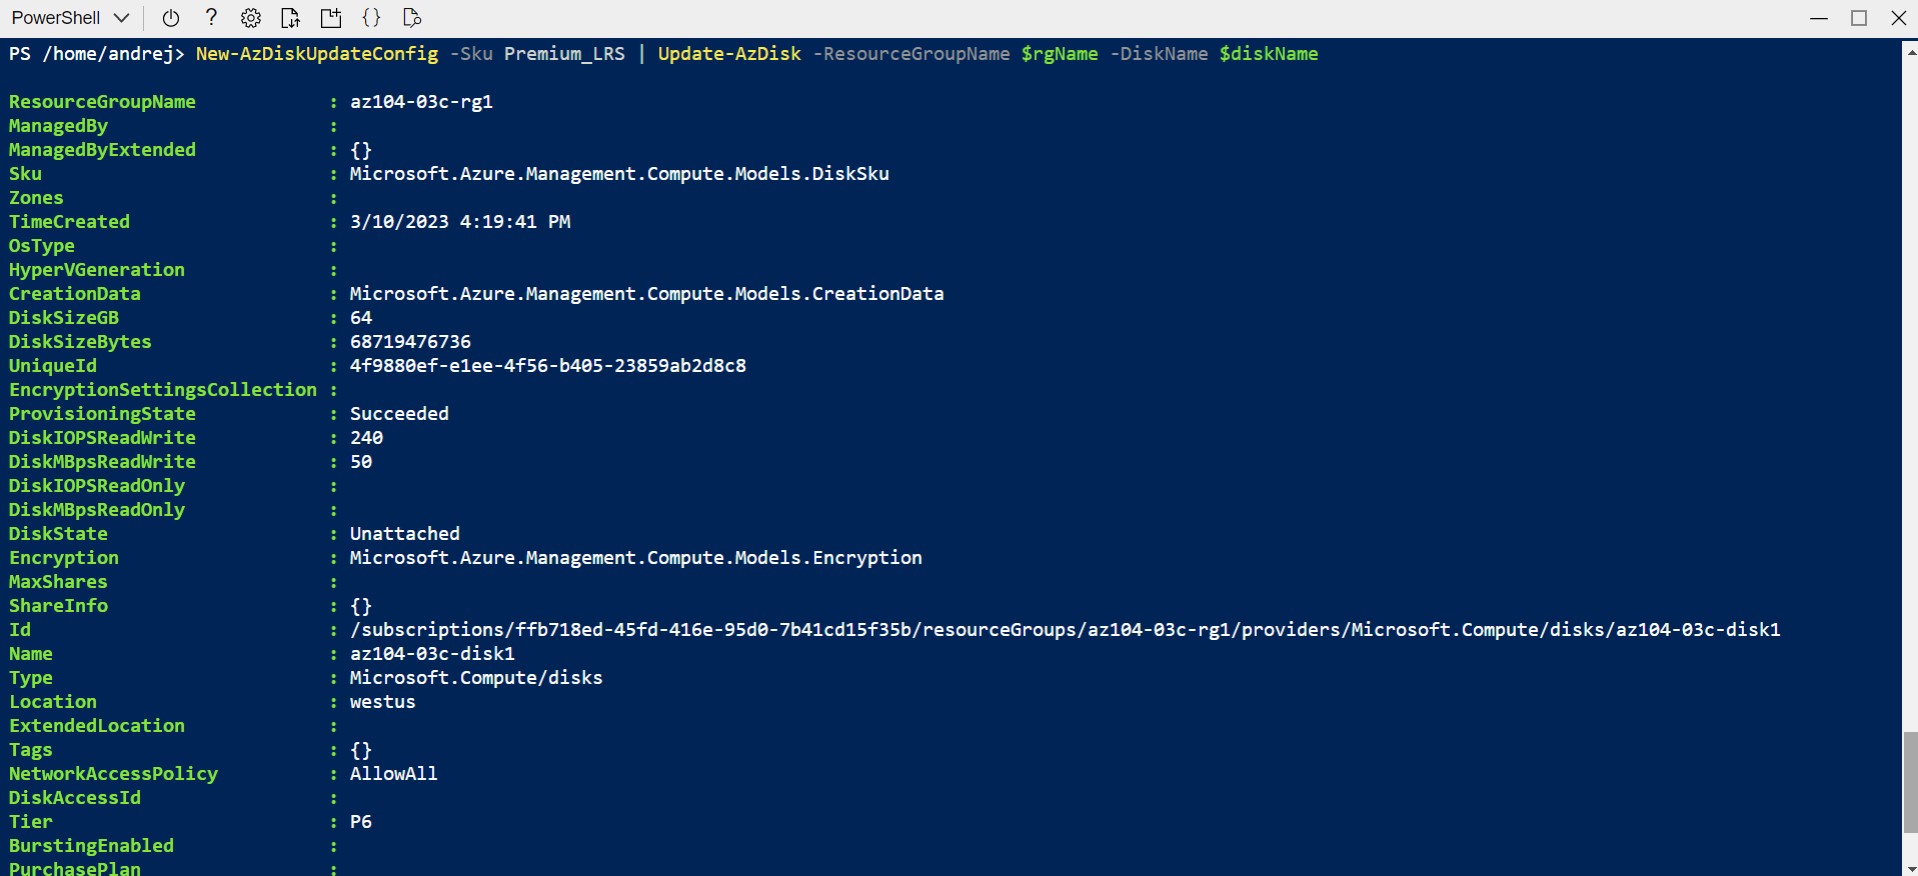 PowerShell
PS /home/andrej> New-AzDiskUpdateConfig -Sku Premium_LRS | Update-AzDisk -ResourceGroupName $rgName -DiskName $diskName
ResourceGroupName : az104-03c-rg1
ManagedBy :
ManagedByExtended : {}
Sku : Microsoft.Azure.Management.Compute.Models.DiskSku
Zones :
TimeCreated : 3/10/2023 4:19:41 PM
OsType :
HyperVGeneration :
CreationData : Microsoft.Azure.Management.Compute.Models.CreationData
DiskSizeGB : 64
DiskSizeBytes : 68719476736
UniqueId : 4f9880ef-e1ee-4f56-b405-23859ab2d8c8
EncryptionSettingsCollection :
ProvisioningState : Succeeded
DiskIOPSReadWrite : 240
DiskMBpsReadWrite : 50
DiskIOPSReadOnly :
DiskMBpsReadOnly :
DiskState : Unattached
Encryption : Microsoft.Azure.Management.Compute.Models.Encryption
MaxShares :
ShareInfo : {}
Id : /subscriptions/ffb718ed-45fd-416e-95d0-7b41cd15f35b/resourceGroups/az104-03c-rg1/providers/Microsoft.Compute/disks/az104-03c-disk1
Name : az104-03c-disk1
Type : Microsoft.Compute/disks
Location : westus
ExtendedLocation :
Tags : {}
NetworkAccessPolicy : AllowAll
DiskAccessId :
Tier : P6
BurstingEnabled :
PurchasePlan :